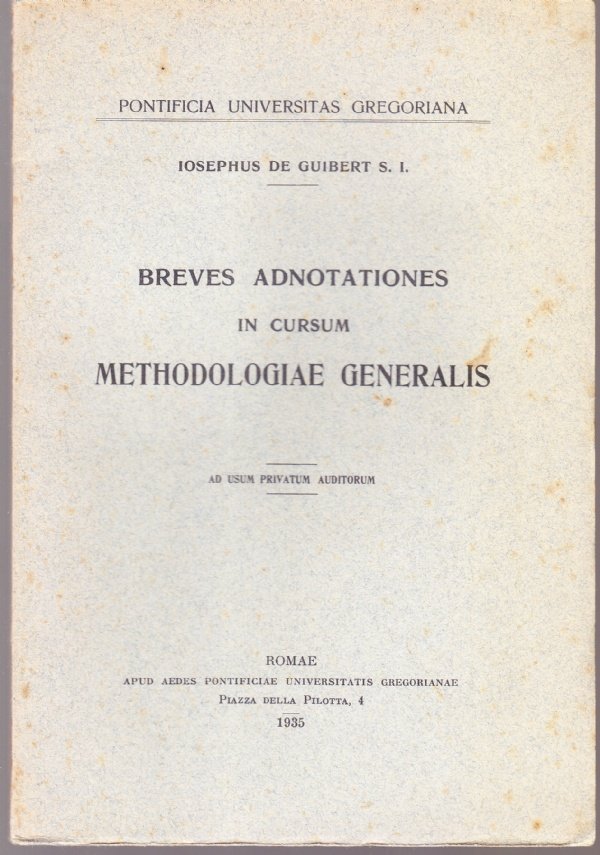 PONTIFICIA UNIVERSITAS GREGORIANA
IOSEPHUS DE GUIBERT S. I.
BREVES ADNOTATIONES
IN CURSUM
METHODOLOGIAE GENERALIS
AD USUM PRIVATUM AUDITORUM
ROMAE
APUD AEDES PONTIFICIAE UNIVERSITATIS GREGORIANAE
PIAZZA DELLA PILOTTA, 4
1935